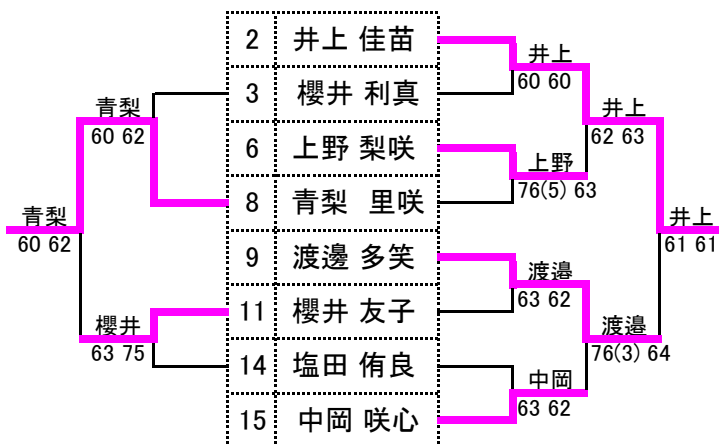 2 井上 佳苗
井上
60 60
3 櫻井 利真
青梨
60 62
井上
62 63
6 上野 梨咲
上野
76(5) 63
8 青梨 里咲
青梨
60 62
井上
61 61
9 渡邉 多笑
渡邉
63 62
11 櫻井 友子
櫻井
63 75
渡邉
76(3) 64
14 塩田 侑良
中岡
63 62
15 中岡 咲心